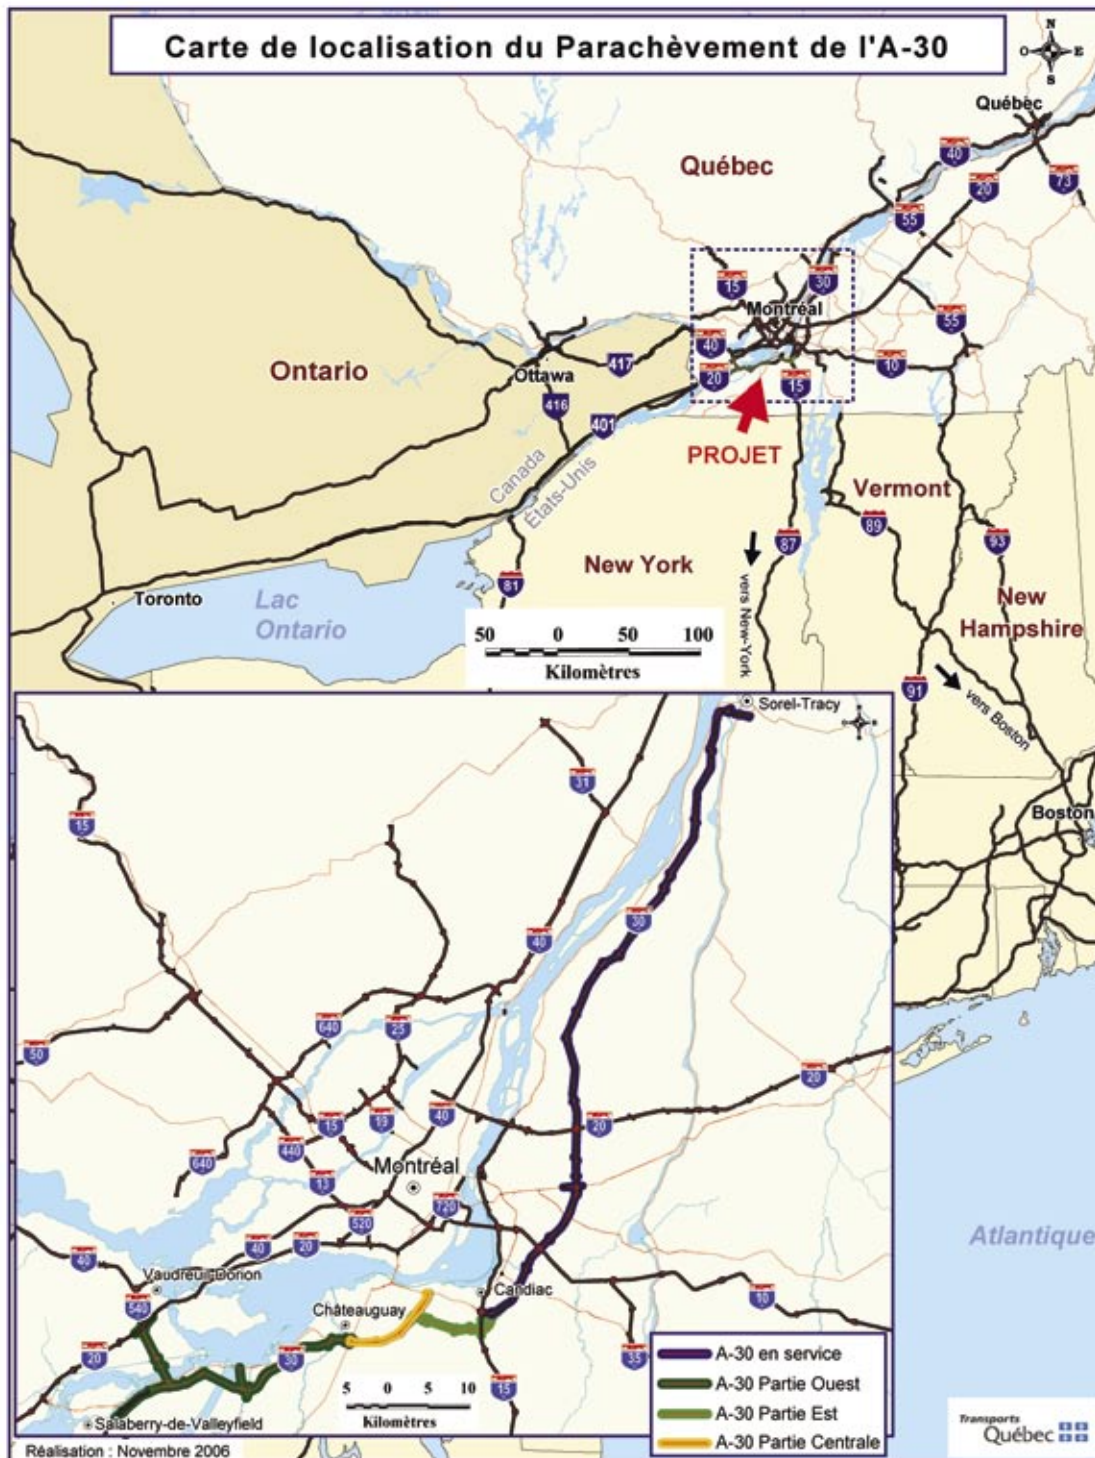 Carte de localisation du Parachèvement de l'A-30
N
O
E
S
Québec
40
Québec
20
73
55
15
30
Montréal
55
40
10
Ontario
417
Ottawa
20
15
416
401
PROJET
Canada
États-Unis
Vermont
89
87
93
New York
81
vers New-York
New
Hampshire
Toronto
Lac
Ontario
50 0 50 100
Kilomètres
91
vers Boston
Boston
Sorel-Tracy
31
15
30
40
640
25
50
20
15
19
40
20
440
640
Montréal
13
720
520
40
20
40
Vaudreuil-Dorion
Candiac
540
Châteauguay
10
20
30
35
15
5 0 5 10
Kilomètres
Salaberry-de-Valleyfield
A-30 en service
A-30 Partie Ouest
A-30 Partie Est
A-30 Partie Centrale
Atlantique
Transports
Québec
Réalisation : Novembre 2006